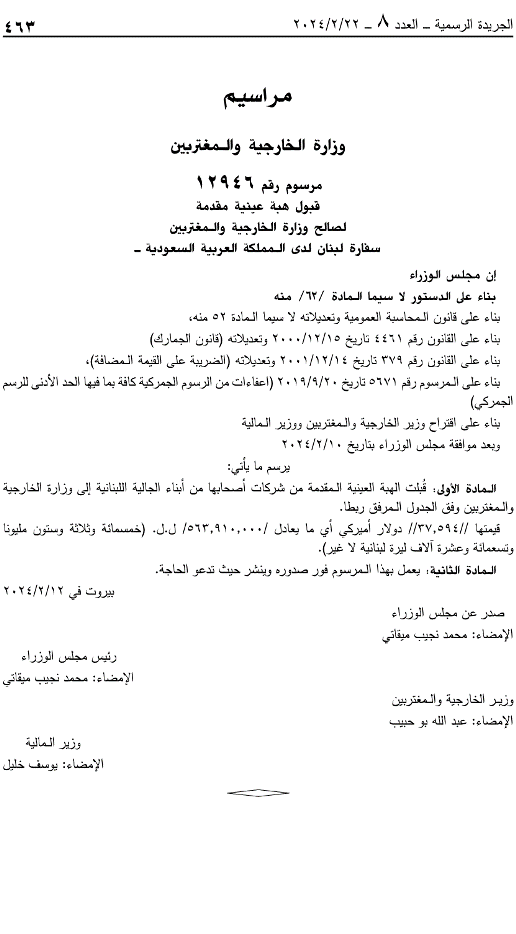 الجريدة الرسمية ــ العدد ٨ ــ ٢٠٢٤/٢/٢٢
٤٦٣
مراسيم
وزارة الخارجية والمغتربين
مرسوم رقم ١٢٩٤٦
قبول هبة عينية مقدمة
لصالح وزارة الخارجية والمغتربين
سفارة لبنان لدى المملكة العربية السعودية ــ
إن مجلس الوزراء
بناء على الدستور لا سيما المادة /٦٢/ منه
بناء على قانون المحاسبة العمومية وتعديلاته لا سيما المادة ٥٢ منه،
بناء على القانون رقم ٤٤٦١ تاريخ ٢٠٠٠/١٢/١٥ وتعديلاته (قانون الجمارك)
بناء على القانون رقم ٣٧٩ تاريخ ٢٠٠١/١٢/١٤ وتعديلاته (الضريبة على القيمة المضافة)،
بناء على المرسوم رقم ٥٦٧١ تاريخ ٢٠١٩/٩/٢٠ (اعفاءات من الرسوم الجمركية كافة بما فيها الحد الأدنى للرسم
الجمركي)
بناء على اقتراح وزير الخارجية والمغتربين ووزير المالية
وبعد موافقة مجلس الوزراء بتاريخ ٢٠٢٤/٢/١٠
يرسم ما يأتي:
المادة الأولى: قُبلت الهبة العينية المقدمة من شركات أصحابها من أبناء الجالية اللبنانية إلى وزارة الخارجية
والمغتربين وفق الجدول المرفق ربطا.
قيمتها //٣٧,٥٩٤// دولار أميركي أي ما يعادل /٥٦٣,٩١٠,٠٠٠/ ل.ل. (خمسمائة وثلاثة وستون مليونا
وتسعمائة وعشرة آلاف ليرة لبنانية لا غير).
المادة الثانية: يعمل بهذا المرسوم فور صدوره وينشر حيث تدعو الحاجة.
بيروت في ٢٠٢٤/٢/١٢
صدر عن مجلس الوزراء
الإمضاء: محمد نجيب ميقاتي
رئيس مجلس الوزراء
الإمضاء: محمد نجيب ميقاتي
وزير الخارجية والمغتربين
الإمضاء: عبد الله بو حبيب
وزير المالية
الإمضاء: يوسف خليل